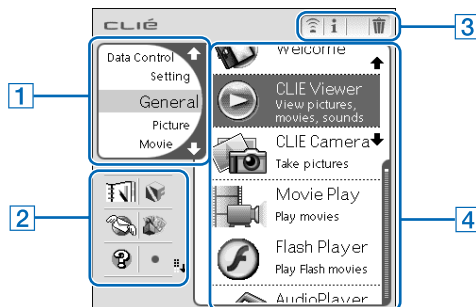 CLIÉ
i
3
1
Data Control
Setting
General
Picture
Movie
2
?
Welcome
CLIE Viewer
View pictures,
movies, sounds
CLIE Camera
Take pictures
Movie Play
Play movies
Flash Player
Play Flash movies
AudioPlayer
4